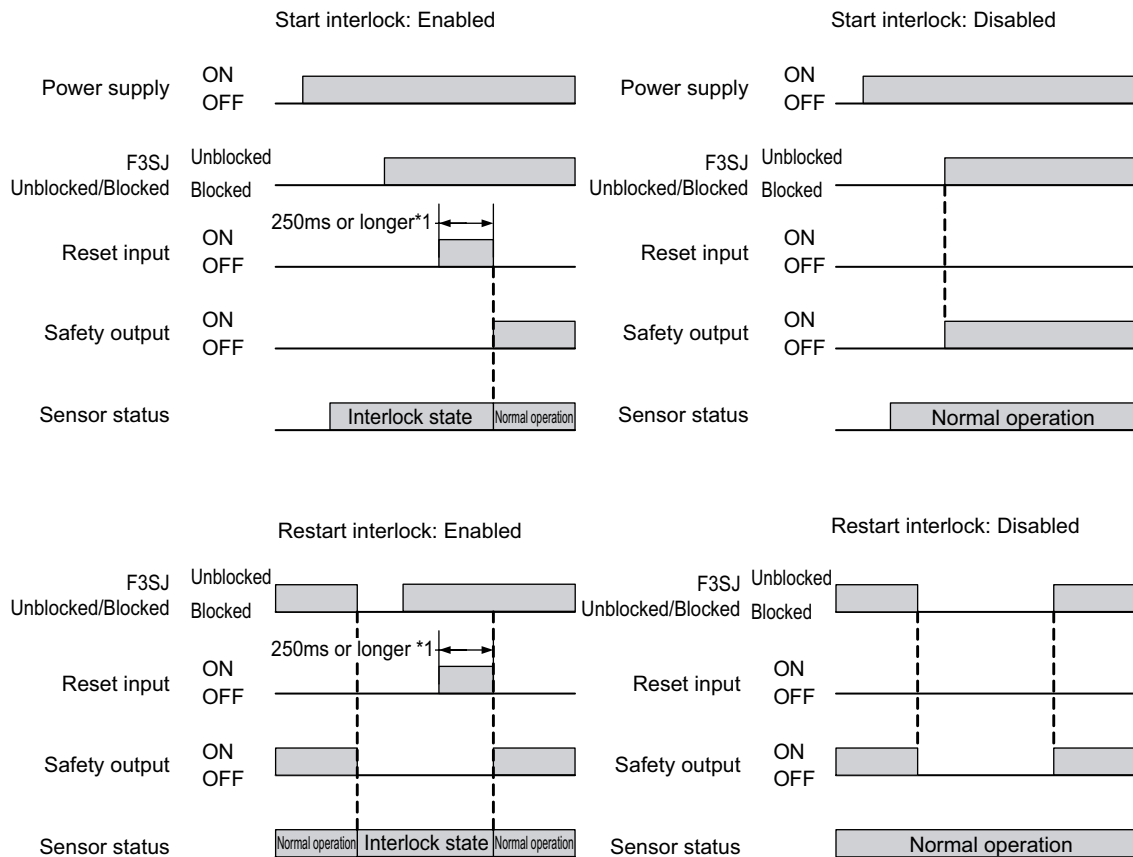 Start interlock: Enabled
Power supply
ON
OFF
F3SJ
Unblocked/Blocked
Unblocked
Blocked
250ms or longer*1
Reset input
ON
OFF
Safety output
ON
OFF
Sensor status
Interlock state
Normal operation
Start interlock: Disabled
Power supply
ON
OFF
F3SJ
Unblocked/Blocked
Unblocked
Blocked
Reset input
ON
OFF
Safety output
ON
OFF
Sensor status
Normal operation
Restart interlock: Enabled
F3SJ
Unblocked/Blocked
Unblocked
Blocked
250ms or longer *1
Reset input
ON
OFF
Safety output
ON
OFF
Sensor status
Normal operation
Interlock state
Normal operation
Restart interlock: Disabled
F3SJ
Unblocked/Blocked
Unblocked
Blocked
Reset input
ON
OFF
Safety output
ON
OFF
Sensor status
Normal operation